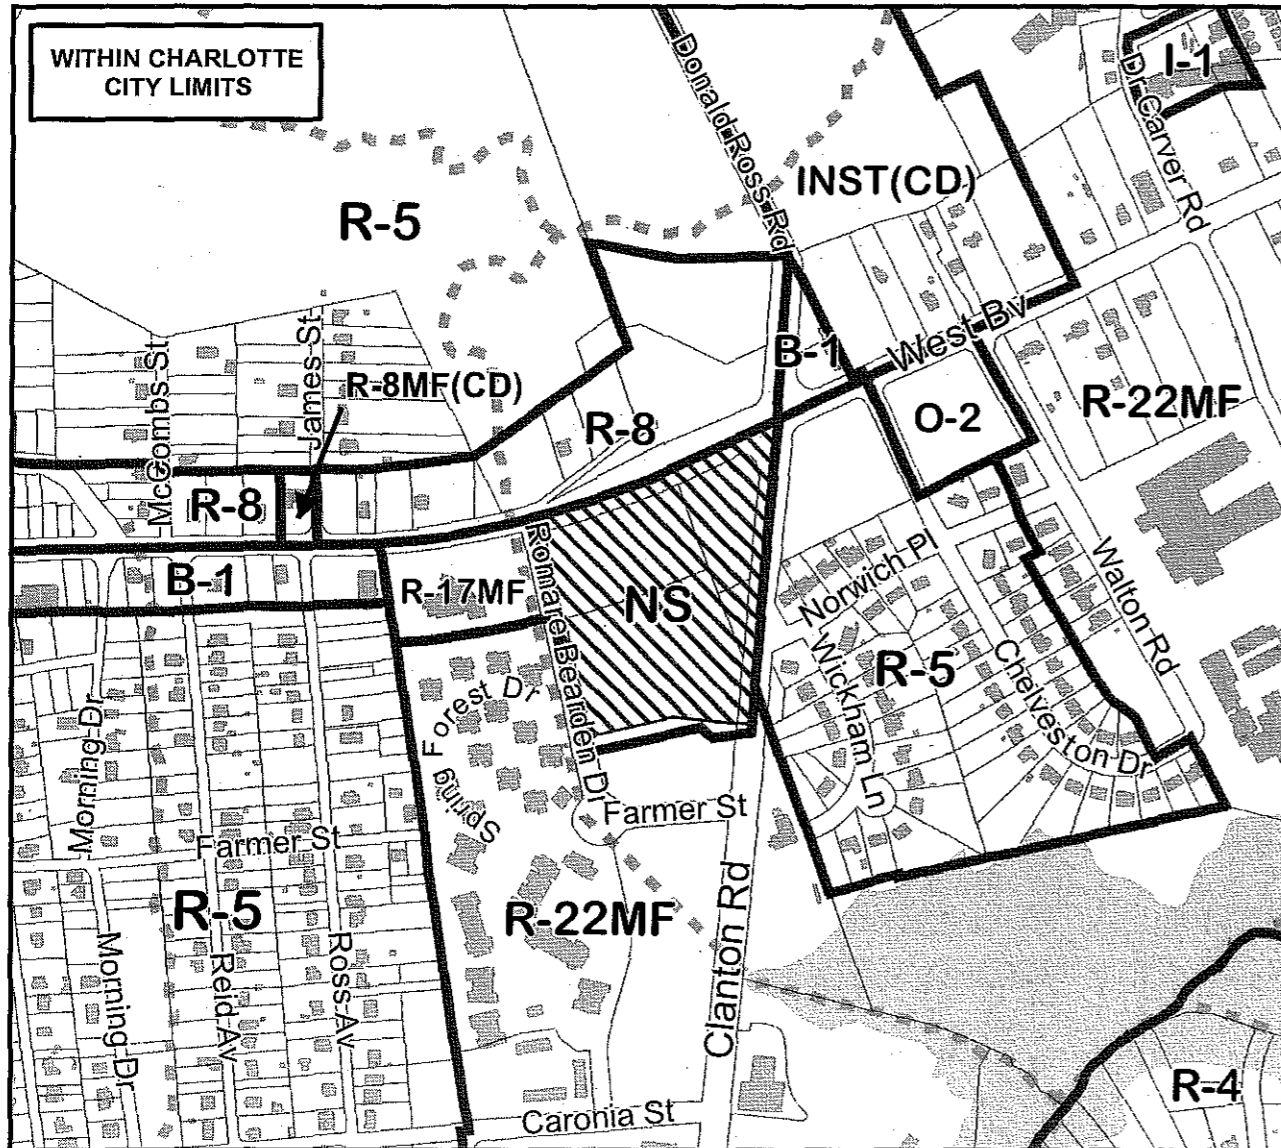 WITHIN CHARLOTTE
CITY LIMITS
I-1
Donald Ross Rd
Dr Carver Rd
INST(CD)
R-5
McCombs St
James St
R-8MF(CD)
B-1
West Bv
R-8
O-2
R-22MF
R-8
B-1
R-17MF
Romare Bearden Dr
NS
Norwich Pl
Wickham Ln
R-5
Chelveston Dr
Walton Rd
Spring Forest Dr
Morning Dr
Farmer St
Farmer St
R-5
Reid Av
Ross Av
Morning Dr
R-22MF
Clanton Rd
Caronia St
R-4